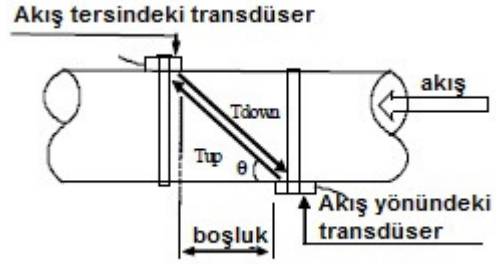 Akış tersindeki transdüser
akış
Tdown
Tup
θ
Akış yönündeki
transdüser
boşluk